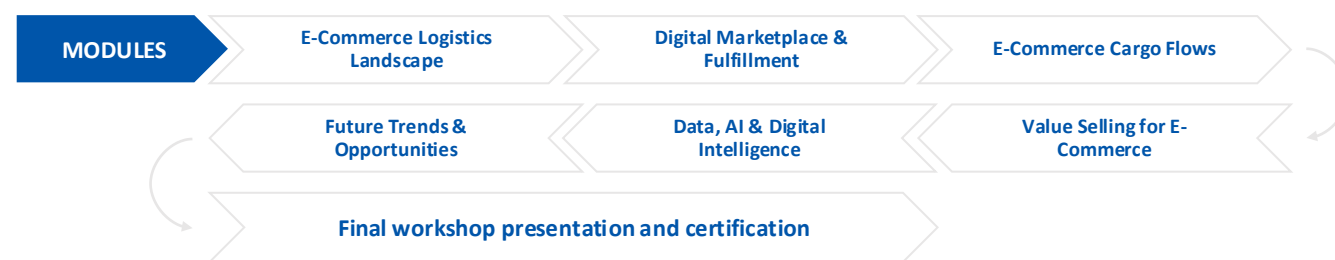 MODULES
E-Commerce Logistics
Landscape
Digital Marketplace &
Fulfillment
E-Commerce Cargo Flows
Value Selling for E-
Commerce
Data, AI & Digital
Intelligence
Future Trends &
Opportunities
Final workshop presentation and certification